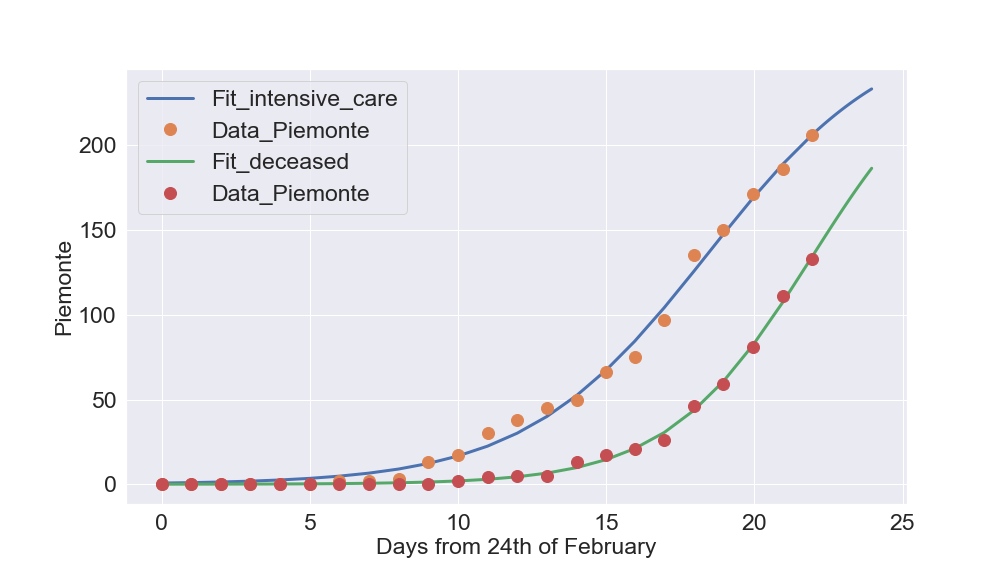 Fit_intensive_care
Data_Piemonte
Fit_deceased
Data_Piemonte
200
150
100
50
0
Piemonte
0 5 10 15 20 25
Days from 24th of February